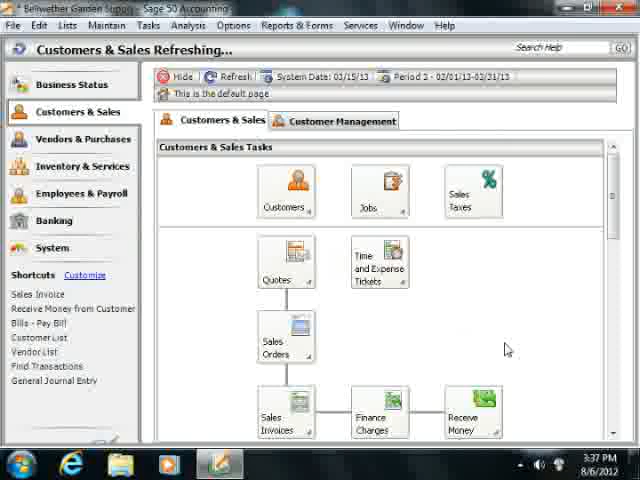 * Bellwether Garden Supply - Sage 50 Accounting
File Edit Lists Maintain Tasks Analysis Options Reports & Forms Services Window Help
Customers & Sales Refreshing...
Search Help
GO
Business Status
Customers & Sales
Vendors & Purchases
Inventory & Services
Employees & Payroll
Banking
System
Shortcuts Customize
Sales Invoice
Receive Money from Customer
Bills - Pay Bill
Customer List
Vendor List
Find Transactions
General Journal Entry
Hide Refresh System Date: 03/15/13 Period 3 - 03/01/13-03/31/13
This is the default page
Customers & Sales Customer Management
Customers & Sales Tasks
Customers
Jobs
Sales
Taxes
Quotes
Time
and Expense
Tickets
Sales
Orders
Sales
Invoices
Finance
Charges
Receive
Money
3:37 PM
8/6/2012